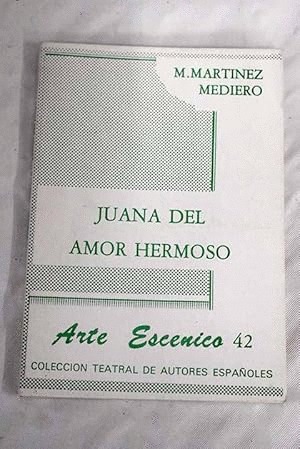 M.MARTINEZ
MEDIERO
JUANA DEL
AMOR HERMOSO
Arte Escenico 42
COLECCION TEATRAL DE AUTORES ESPAÑOLES